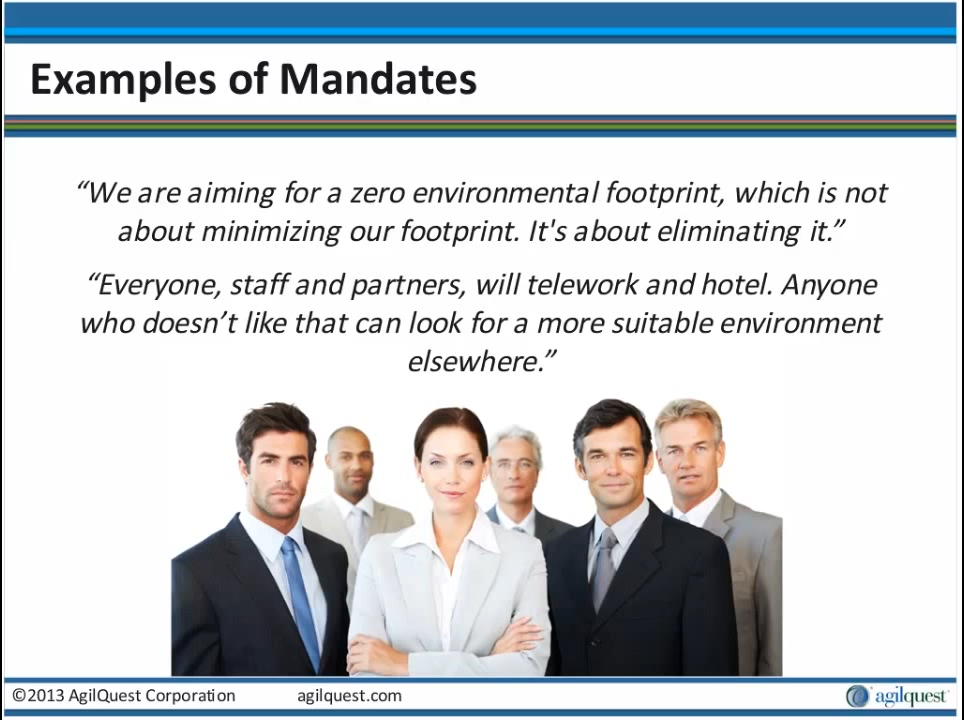 Examples of Mandates
“We are aiming for a zero environmental footprint, which is not
about minimizing our footprint. It's about eliminating it.”
“Everyone, staff and partners, will telework and hotel. Anyone
who doesn’t like that can look for a more suitable environment
elsewhere.”
©2013 AgilQuest Corporation agilquest.com agilquest